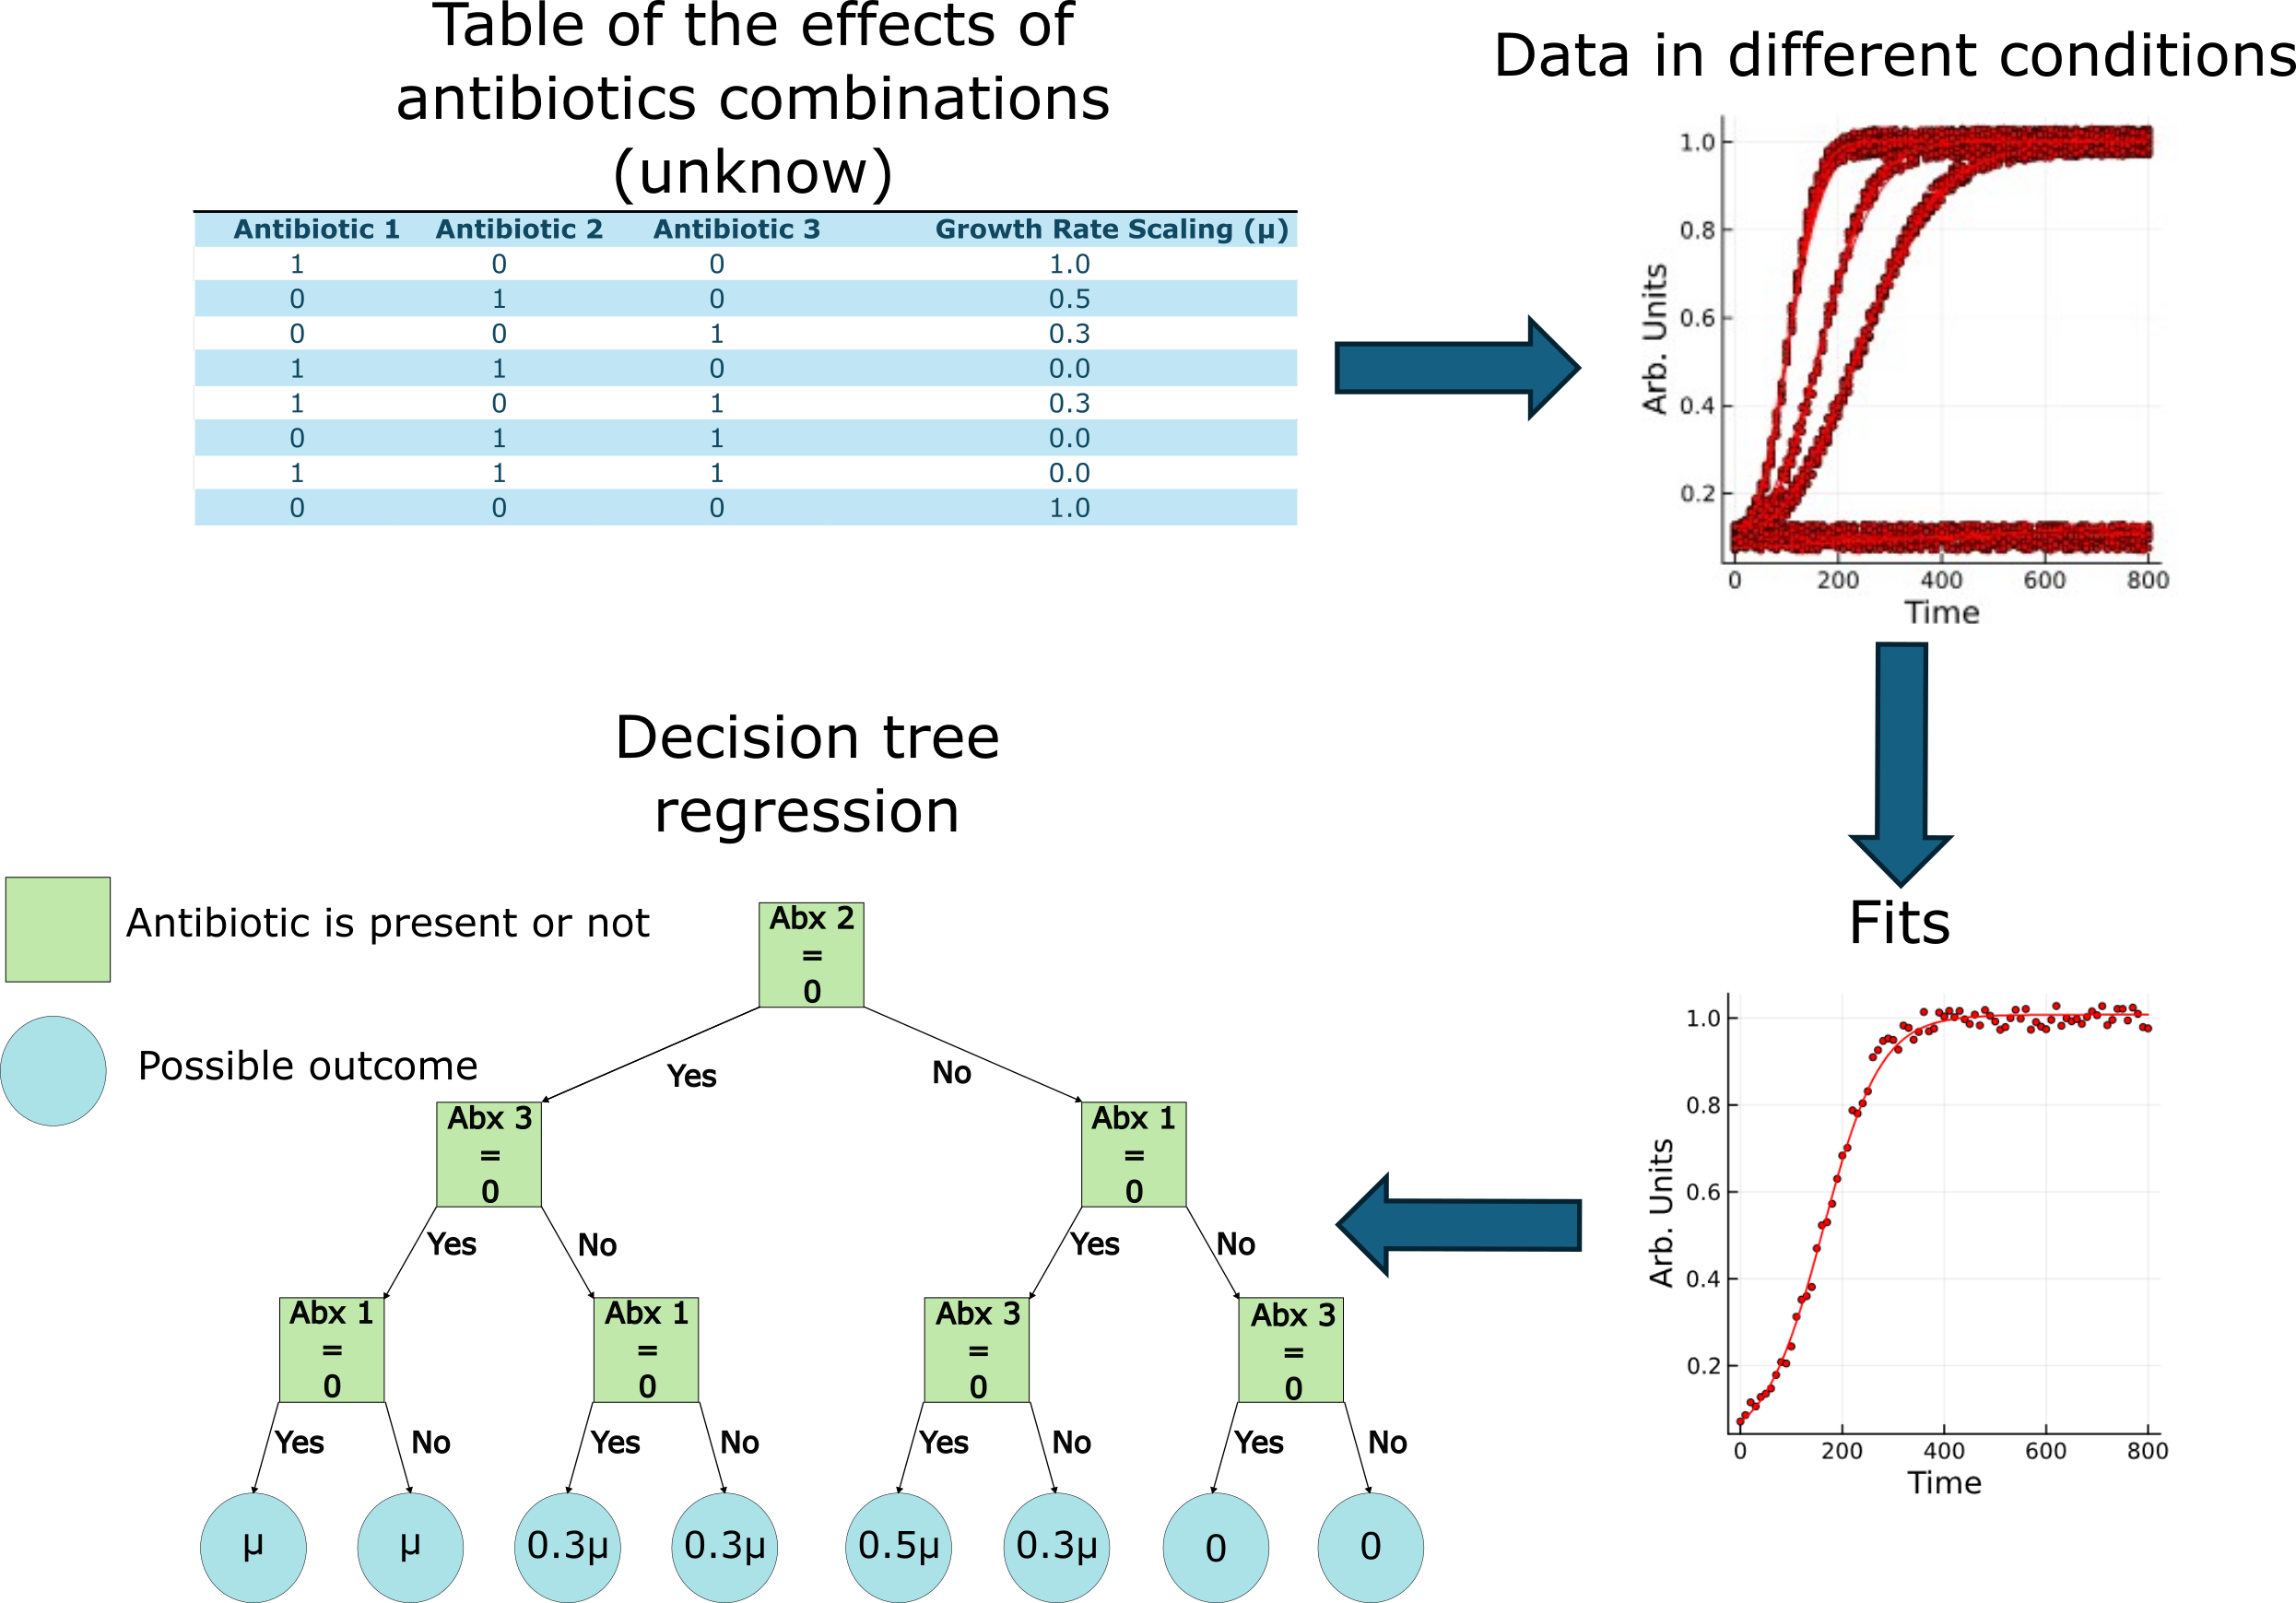 Table of the effects of
antibiotics combinations
(unknow)
Antibiotic 1 Antibiotic 2 Antibiotic 3 Growth Rate Scaling (μ)
1 0 0 1.0
0 1 0 0.5
0 0 1 0.3
1 1 0 0.0
1 0 1 0.3
0 1 1 0.0
1 1 1 0.0
0 0 0 1.0
Data in different conditions
Arb. Units
1.0
0.8
0.6
0.4
0.2
0 200 400 600 800
Time
Fits
Arb. Units
1.0
0.8
0.6
0.4
0.2
0 200 400 600 800
Time
Decision tree
regression
Antibiotic is present or not
Possible outcome
Abx 2
=
0
Yes No
Abx 3
=
0
Abx 1
=
0
Yes No Yes No
Abx 1
=
0
Abx 1
=
0
Abx 3
=
0
Abx 3
=
0
Yes No Yes No Yes No Yes No
μ μ 0.3μ 0.3μ 0.5μ 0.3μ 0 0